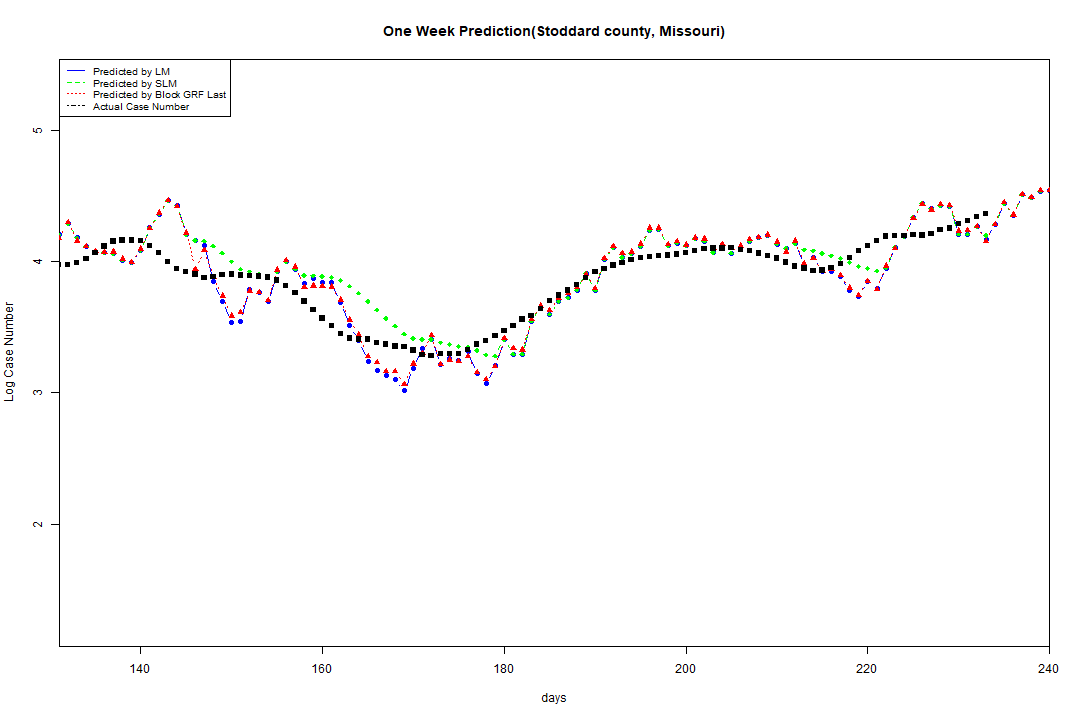 One Week Prediction(Stoddard county, Missouri)
Predicted by LM
Predicted by SLM
Predicted by Block GRF Last
Actual Case Number
5
4
3
2
Log Case Number
140 160 180 200 220 240
days